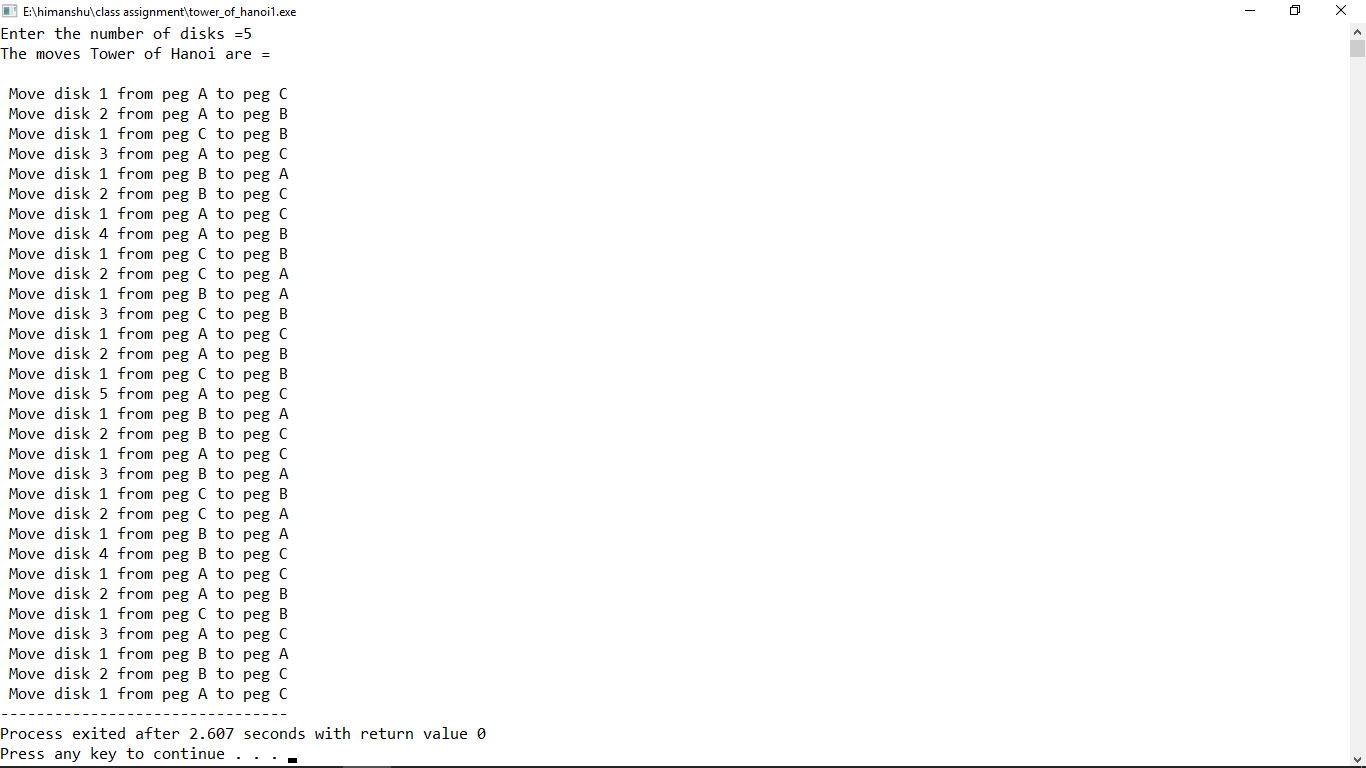 E:\himanshu\class assignment\tower_of_hanoi1.exe
Enter the number of disks =5
The moves Tower of Hanoi are =
Move disk 1 from peg A to peg C
Move disk 2 from peg A to peg B
Move disk 1 from peg C to peg B
Move disk 3 from peg A to peg C
Move disk 1 from peg B to peg A
Move disk 2 from peg B to peg C
Move disk 1 from peg A to peg C
Move disk 4 from peg A to peg B
Move disk 1 from peg C to peg B
Move disk 2 from peg C to peg A
Move disk 1 from peg B to peg A
Move disk 3 from peg C to peg B
Move disk 1 from peg A to peg C
Move disk 2 from peg A to peg B
Move disk 1 from peg C to peg B
Move disk 5 from peg A to peg C
Move disk 1 from peg B to peg A
Move disk 2 from peg B to peg C
Move disk 1 from peg A to peg C
Move disk 3 from peg B to peg A
Move disk 1 from peg C to peg B
Move disk 2 from peg C to peg A
Move disk 1 from peg B to peg A
Move disk 4 from peg B to peg C
Move disk 1 from peg A to peg C
Move disk 2 from peg A to peg B
Move disk 1 from peg C to peg B
Move disk 3 from peg A to peg C
Move disk 1 from peg B to peg A
Move disk 2 from peg B to peg C
Move disk 1 from peg A to peg C
--------------------------------
Process exited after 2.607 seconds with return value 0
Press any key to continue . . .